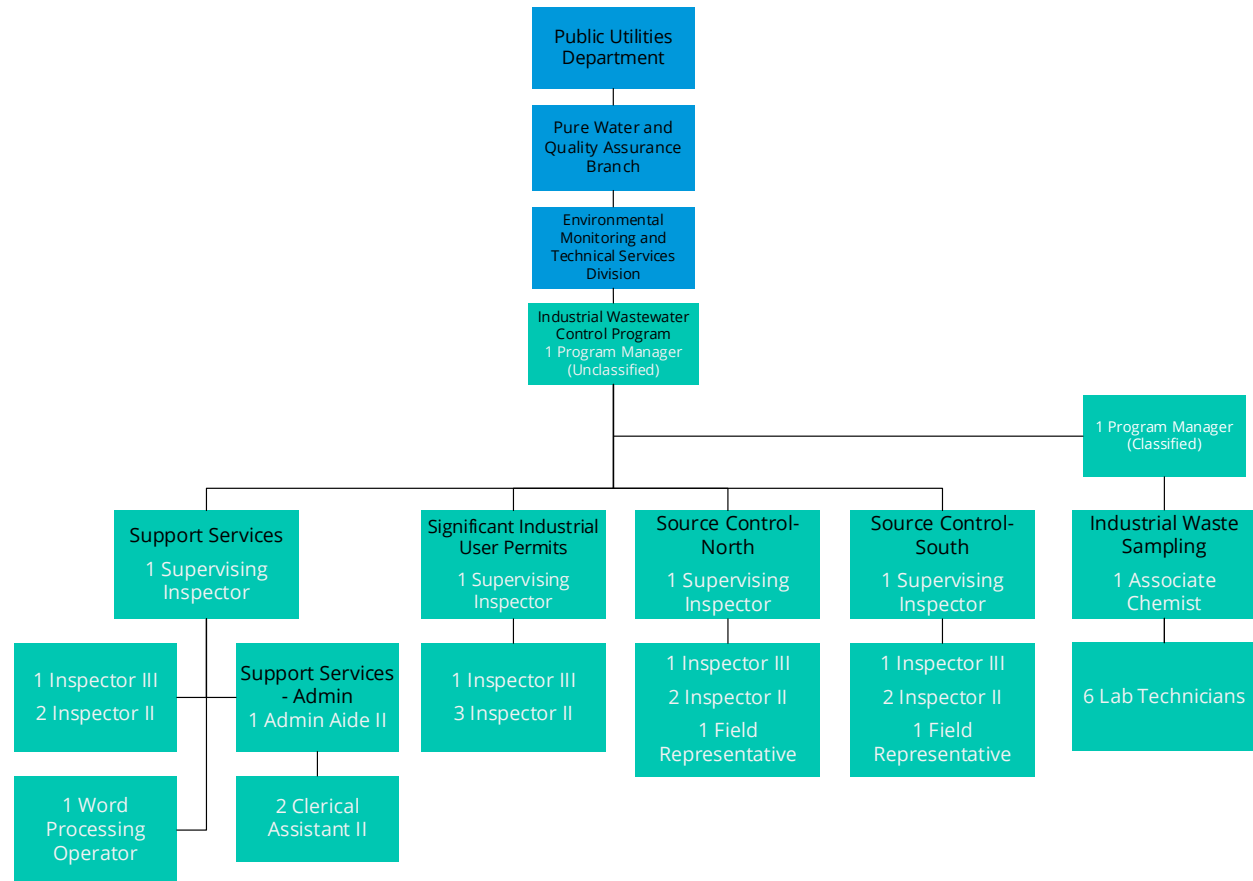 Public Utilities
Department
Pure Water and
Quality Assurance
Branch
Environmental
Monitoring and
Technical Services
Division
Industrial Wastewater
Control Program
1 Program Manager
(Unclassified)
1 Program Manager
(Classified)
Support Services
1 Supervising
Inspector
Significant Industrial
User Permits
1 Supervising
Inspector
Source Control-
North
1 Supervising
Inspector
Source Control-
South
1 Supervising
Inspector
Industrial Waste
Sampling
1 Associate
Chemist
1 Inspector III
2 Inspector II
Support Services
- Admin
1 Admin Aide II
1 Inspector III
3 Inspector II
1 Inspector III
2 Inspector II
1 Field
Representative
1 Inspector III
2 Inspector II
1 Field
Representative
6 Lab Technicians
1 Word
Processing
Operator
2 Clerical
Assistant II